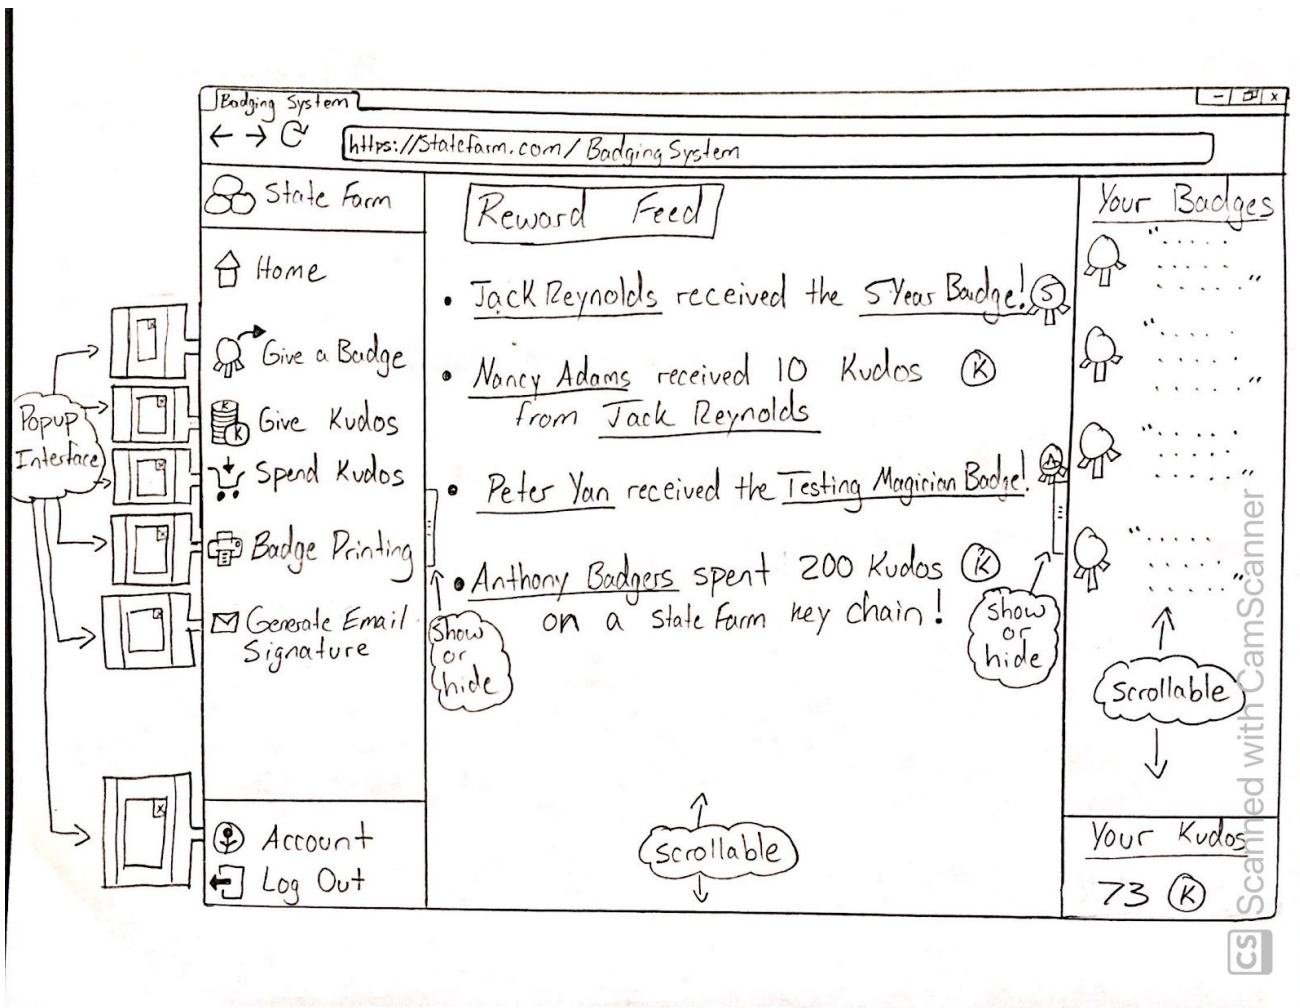 Badging System
https://Statefarm.com/BadgingSystem
State Farm
Home
Give a Badge
Give Kudos
Spend Kudos
Badge Printing
Generate Email
Signature
Account
Log Out
Popup
Interface
Reward Feed
Jack Reynolds received the 5 Year Badge! 5
Nancy Adams received 10 Kudos K
from Jack Reynolds
Peter Yan received the Testing Magician Badge!
Anthony Badgers spent 200 Kudos K
on a State Farm key chain!
Show
or
hide
Show
or
hide
Scrollable
Your Badges
Scrollable
Your Kudos
73 K
CS Scanned with CamScanner